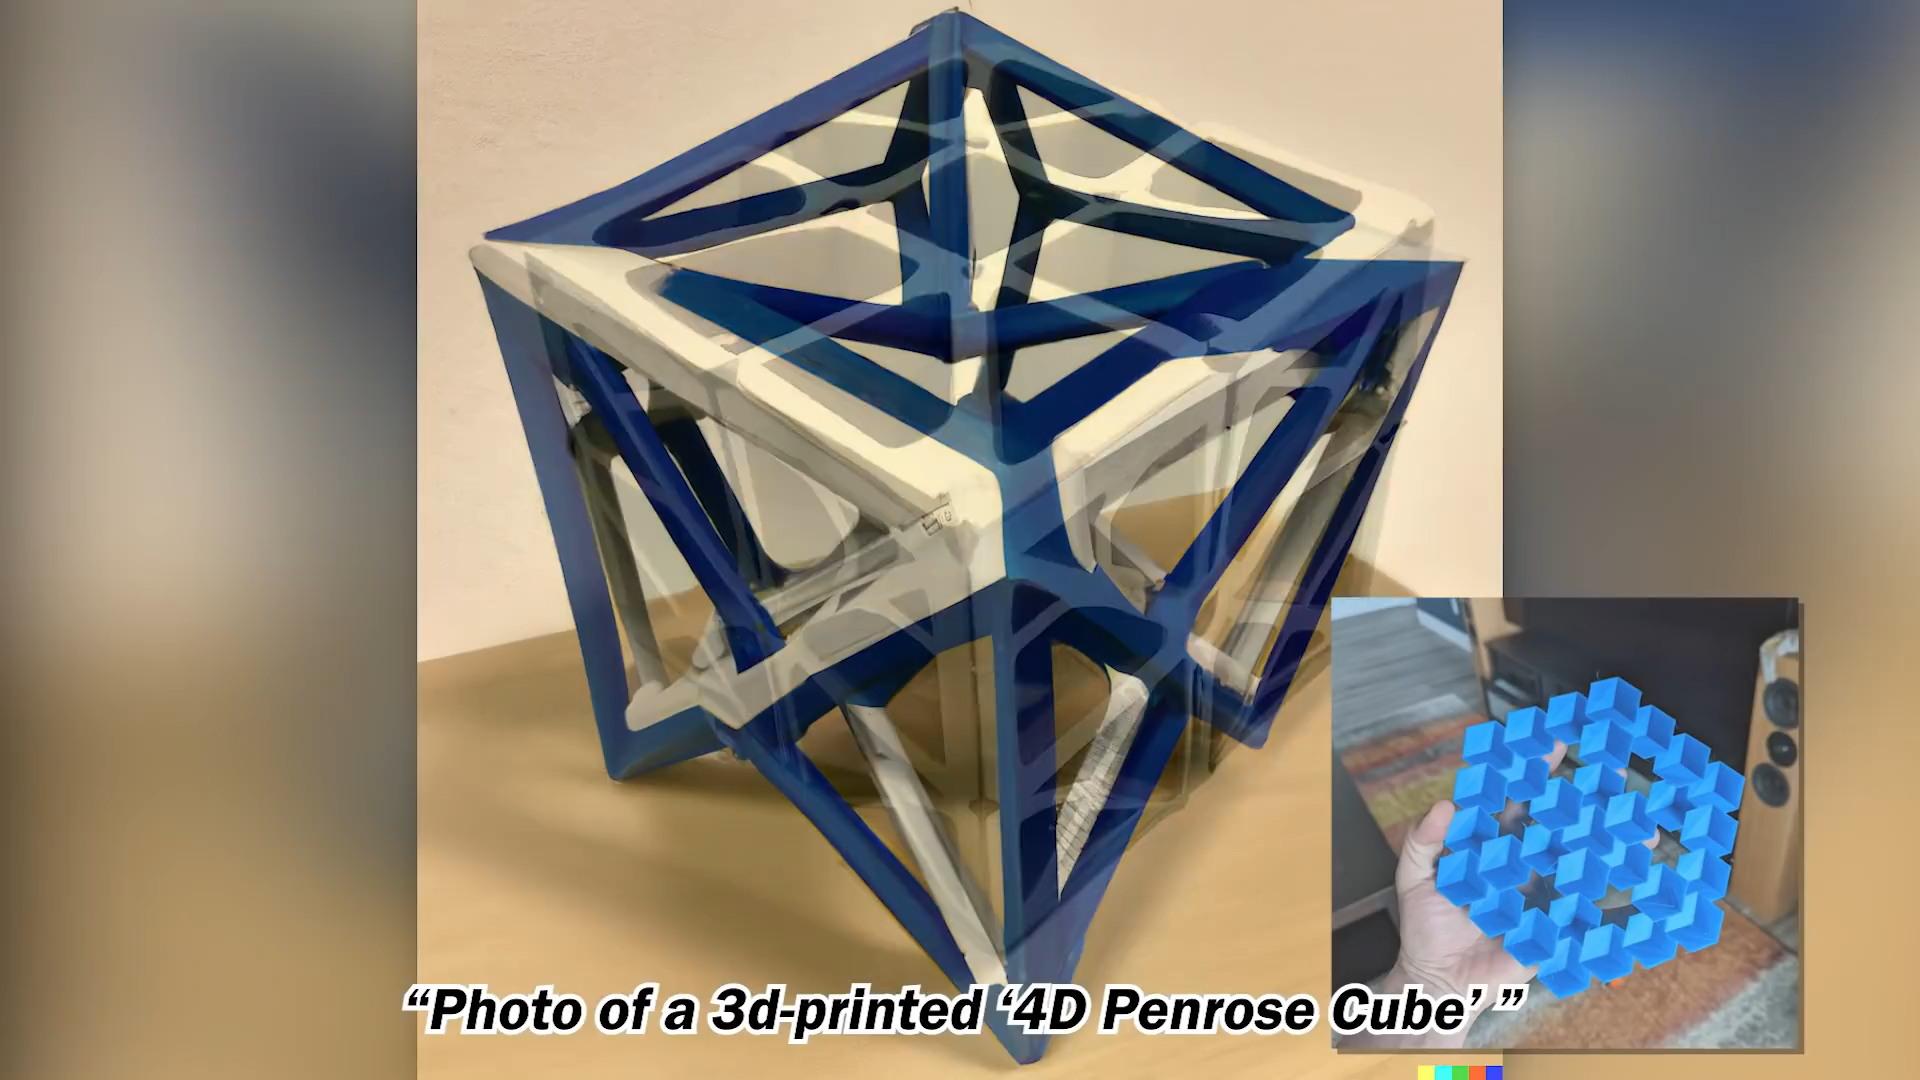 “Photo of a 3d-printed ‘4D Penrose Cube’ ”